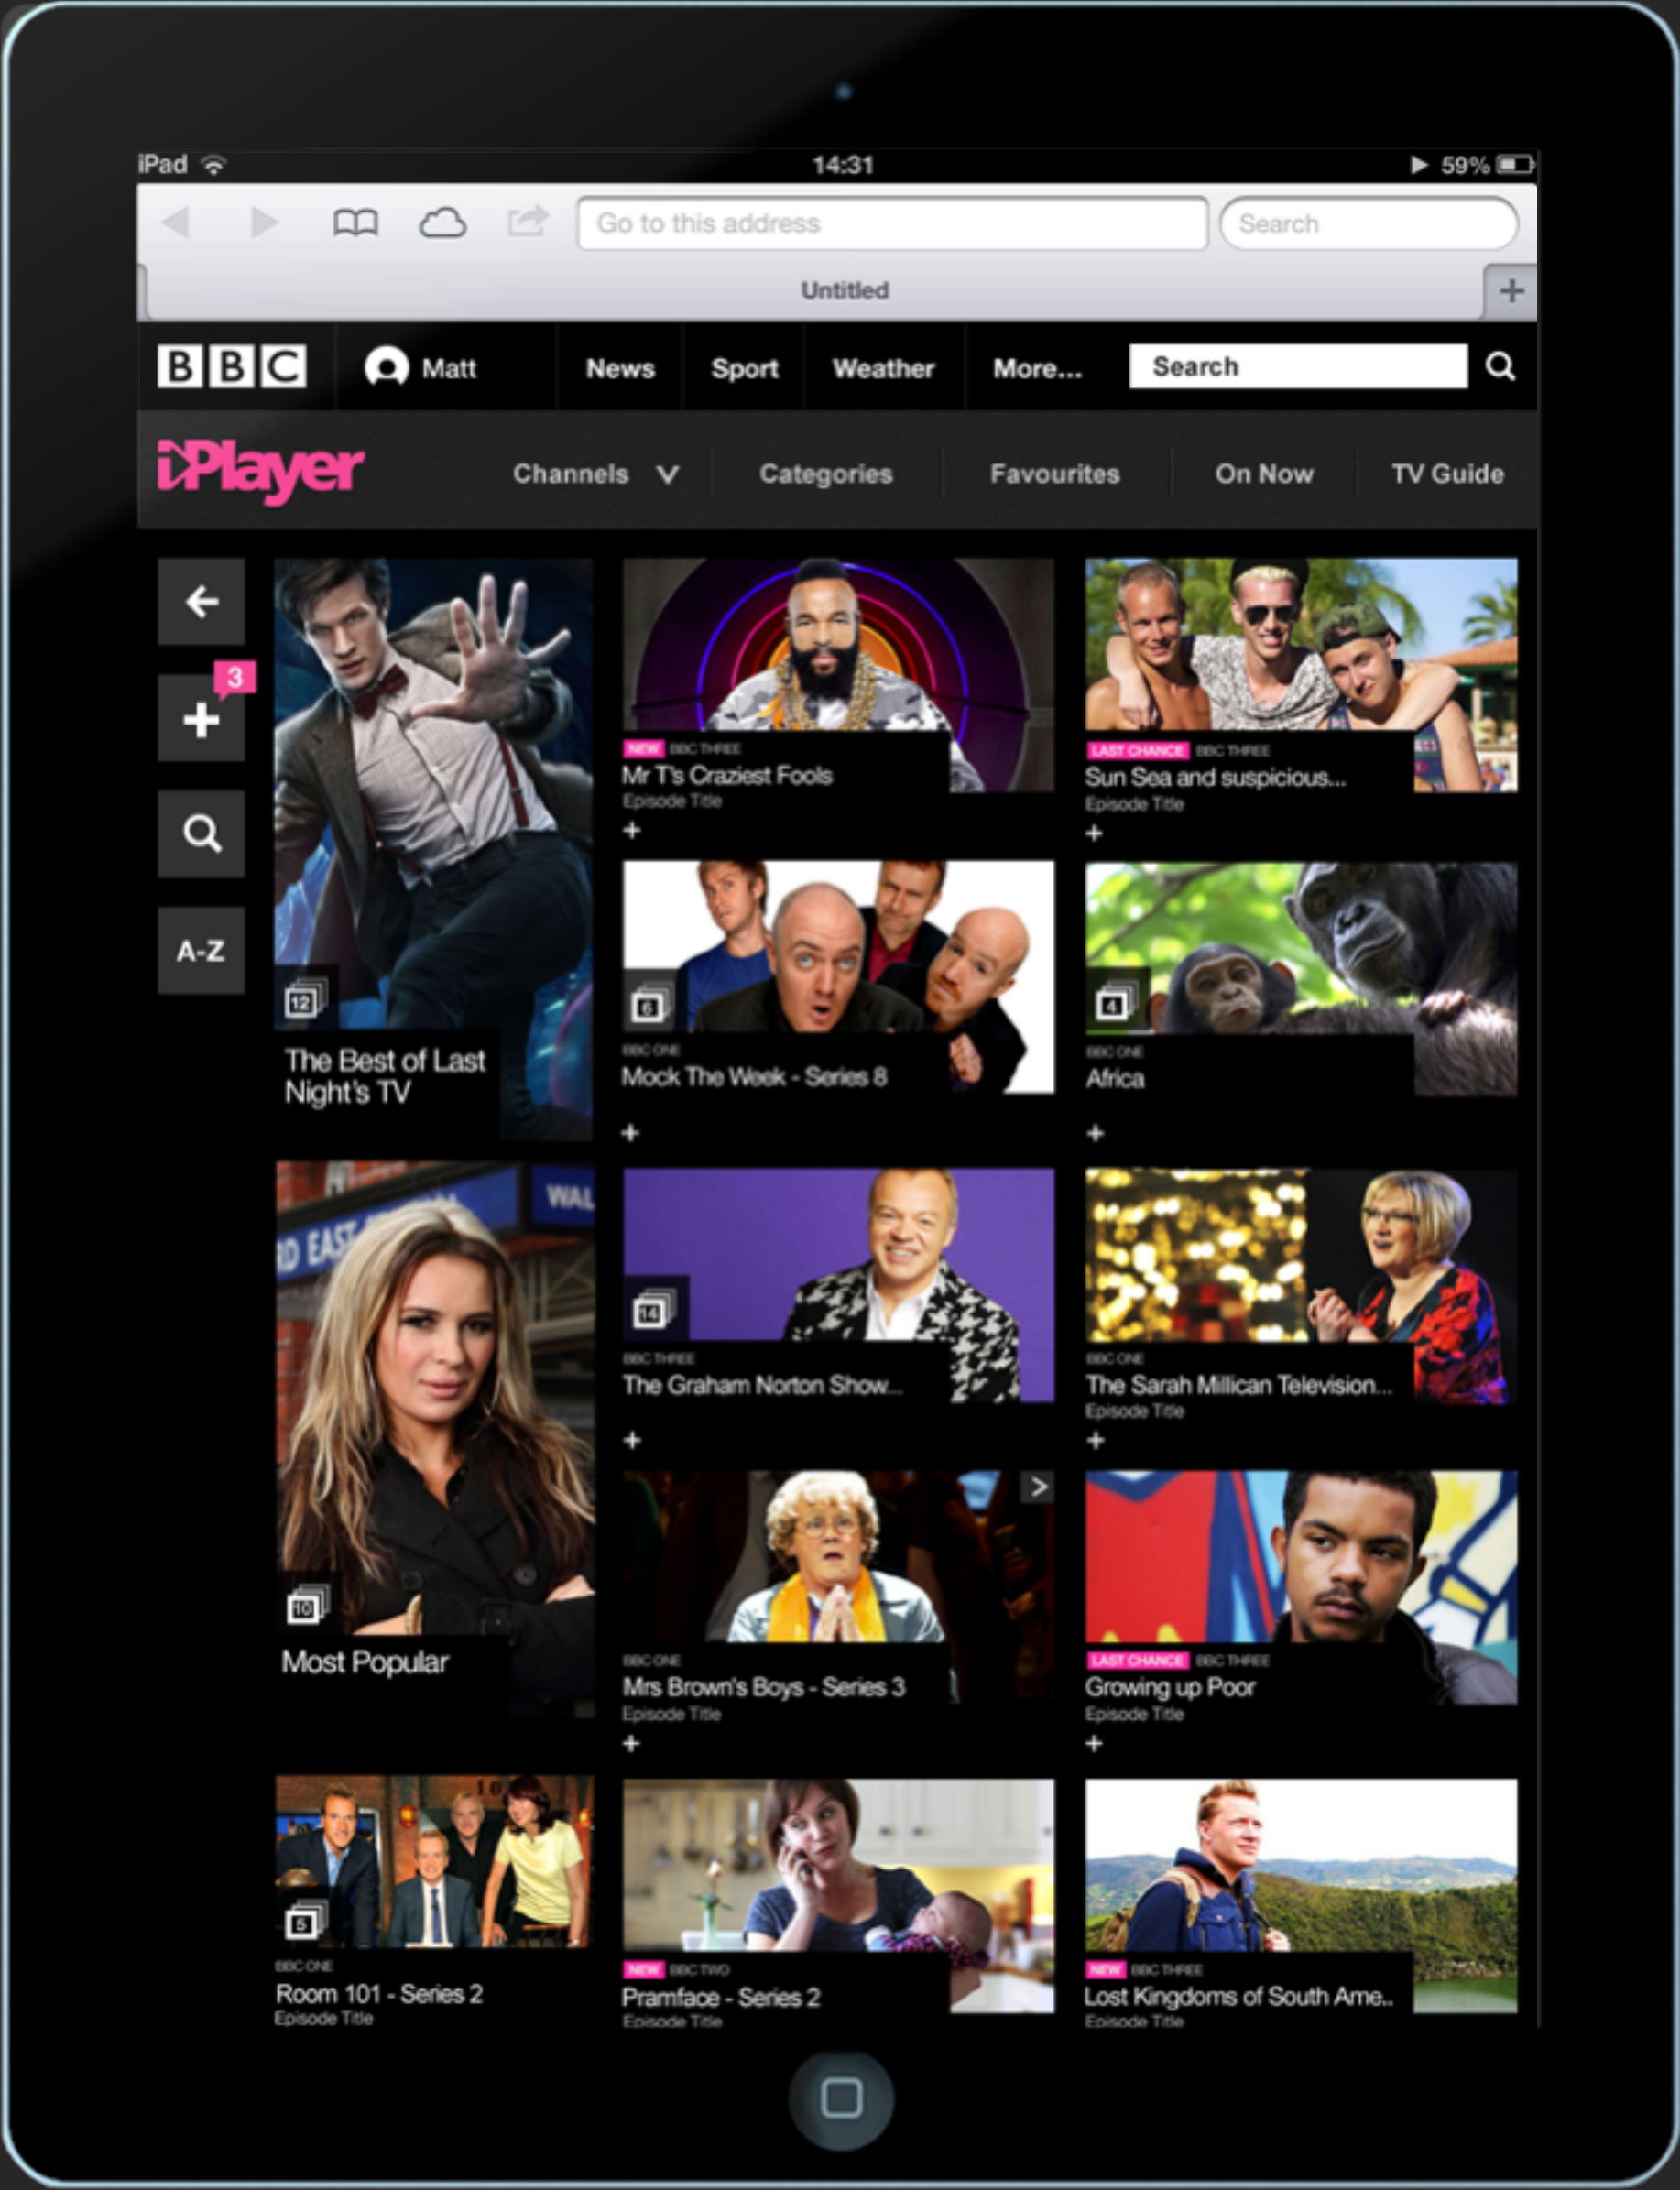 iPad
14:31
59%
Go to this address
Search
Untitled
BBC
Matt
News
Sport
Weather
More...
Search
iPlayer
Channels
Categories
Favourites
On Now
TV Guide
3
A-Z
12
The Best of Last
Night's TV
NEW BBC THREE
Mr T's Craziest Fools
Episode Title
+
LAST CHANCE BBC THREE
Sun Sea and suspicious...
Episode Title
+
6
BBC ONE
Mock The Week - Series 8
+
4
BBC ONE
Africa
+
RD EAST
WAL
10
Most Popular
14
BBC THREE
The Graham Norton Show...
+
BBC ONE
The Sarah Millican Television...
Episode Title
+
BBC ONE
Mrs Brown's Boys - Series 3
Episode Title
+
LAST CHANCE BBC THREE
Growing up Poor
Episode Title
+
10
5
BBC ONE
Room 101 - Series 2
Episode Title
NEW BBC TWO
Pramface - Series 2
Episode Title
NEW BBC THREE
Lost Kingdoms of South Ame..
Episode Title